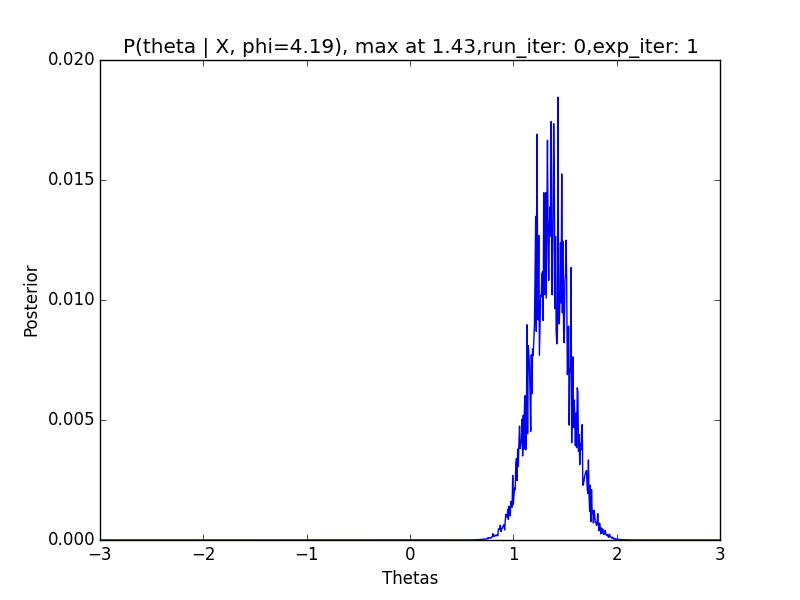 P(theta | X, phi=4.19), max at 1.43,run_iter: 0,exp_iter: 1
0.020
0.015
0.010
0.005
0.000
Posterior
−3 −2 −1 0 1 2 3
Thetas